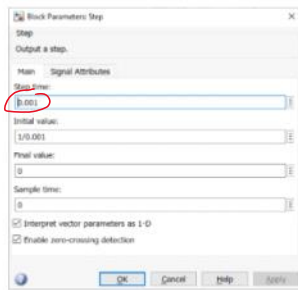 Block Parameters: Step
Step
Output a step.
Main Signal Attributes
Step time:
0.001
Initial value:
1/0.001
Final value:
0
Sample time:
0
Interpret vector parameters as 1-D
Enable zero-crossing detection
OK Cancel Help Apply